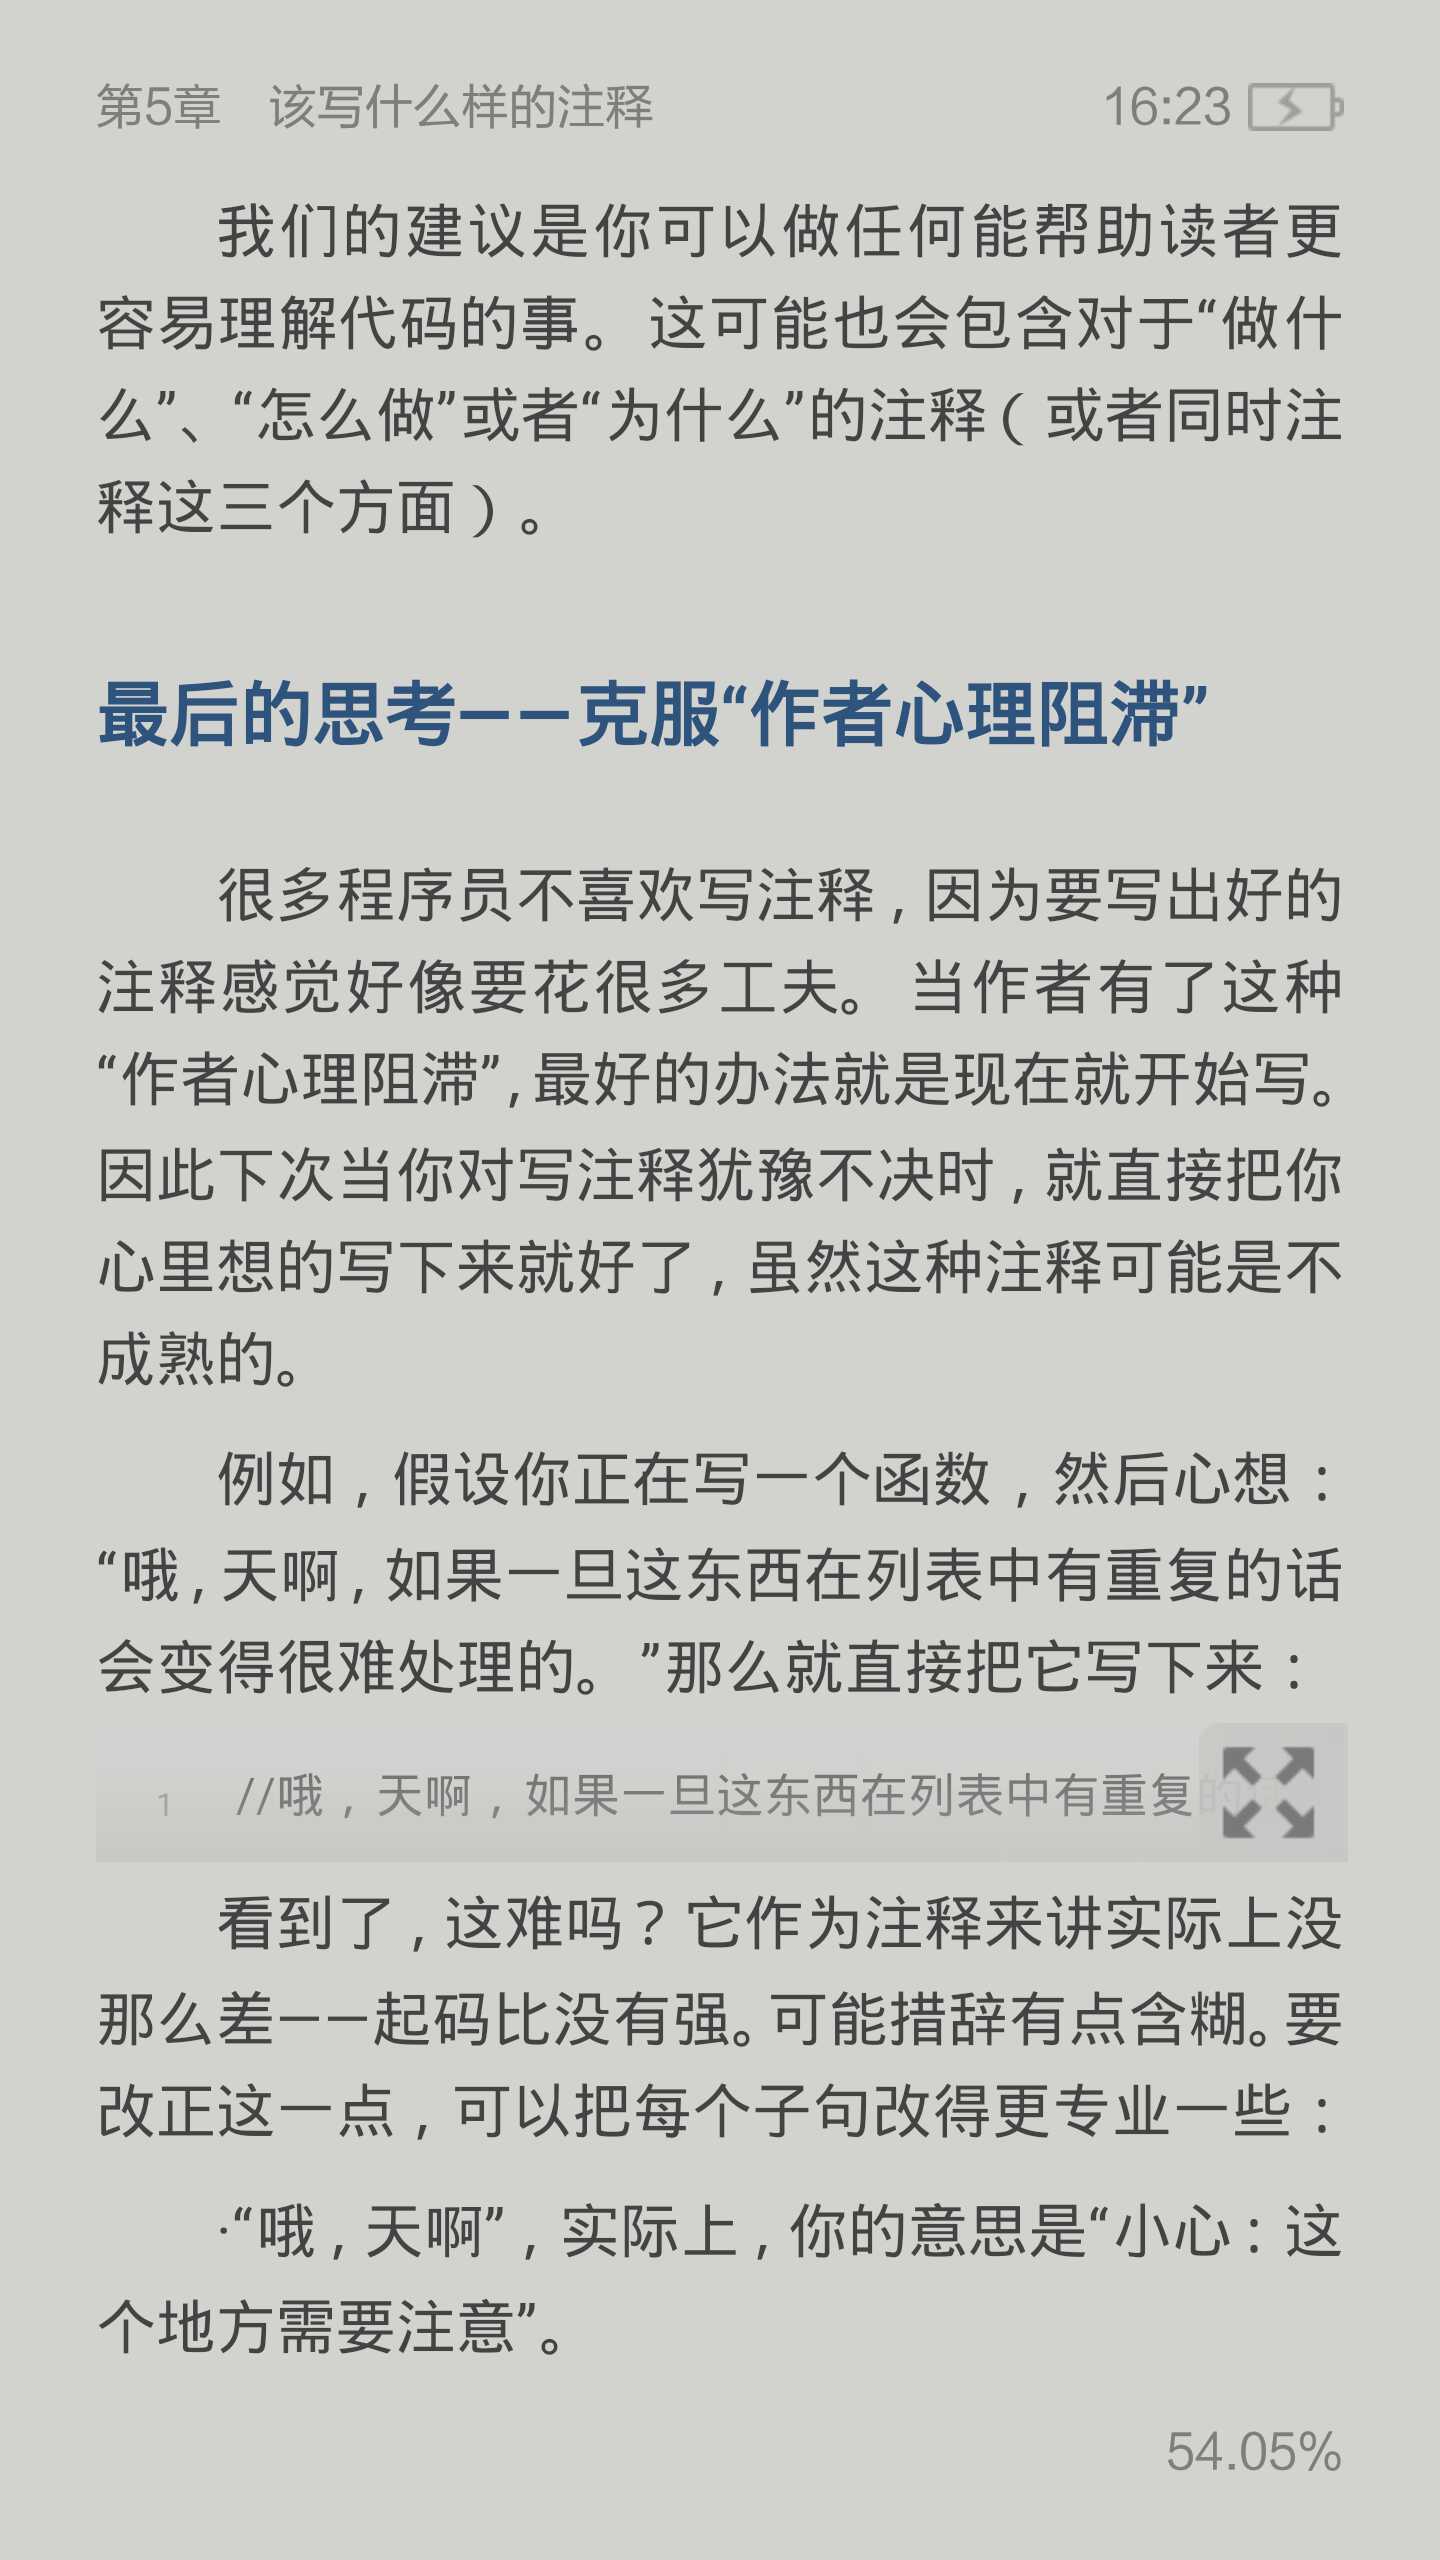 第5章　该写什么样的注释
16:23
我们的建议是你可以做任何能帮助读者更
容易理解代码的事。这可能也会包含对于“做什
么”、“怎么做”或者“为什么”的注释（或者同时注
释这三个方面）。
最后的思考——克服“作者心理阻滞”
很多程序员不喜欢写注释，因为要写出好的
注释感觉好像要花很多工夫。当作者有了这种
“作者心理阻滞”，最好的办法就是现在就开始写。
因此下次当你对写注释犹豫不决时，就直接把你
心里想的写下来就好了，虽然这种注释可能是不
成熟的。
例如，假设你正在写一个函数，然后心想：
“哦，天啊，如果一旦这东西在列表中有重复的话
会变得很难处理的。”那么就直接把它写下来：
1 //哦，天啊，如果一旦这东西在列表中有重复的
看到了，这难吗？它作为注释来讲实际上没
那么差——起码比没有强。可能措辞有点含糊。要
改正这一点，可以把每个子句改得更专业一些：
·“哦，天啊”，实际上，你的意思是“小心：这
个地方需要注意”。
54.05%